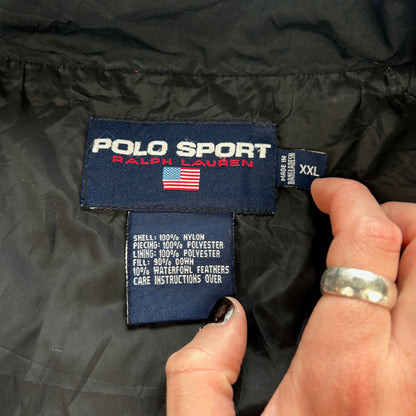 POLO SPORT
RALPH LAUREN
MADE IN
BANGLADESH
XXL
SHELL: 100% NYLON
PIECING: 100% POLYESTER
LINING: 100% POLYESTER
FILL: 90% DOWN
10% WATERFOWL FEATHERS
CARE INSTRUCTIONS OVER